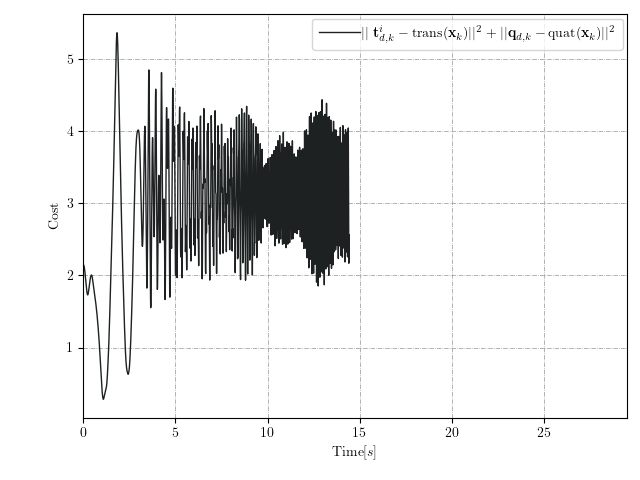 || t^i_{d,k} − trans(x_k)||² + ||q_{d,k} − quat(x_k)||²
5
4
3
2
1
Cost
0 5 10 15 20 25
Time[s]